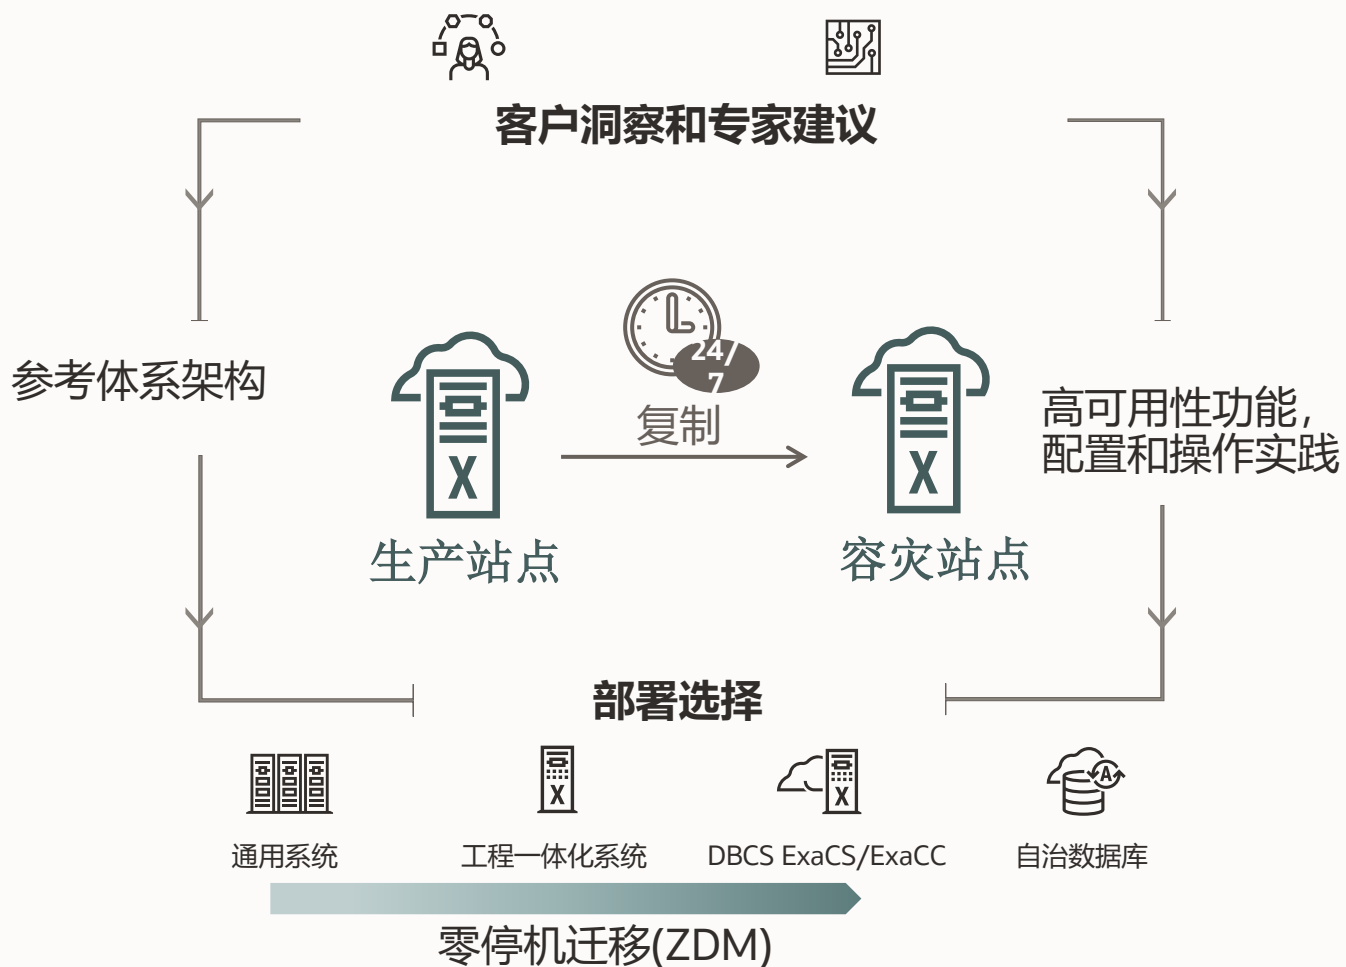 客户洞察和专家建议
参考体系架构
24/
7
复制
高可用性功能，
配置和操作实践
X
X
生产站点
容灾站点
部署选择
X
X
A
通用系统
工程一体化系统
DBCS ExaCS/ExaCC
自治数据库
零停机迁移(ZDM)